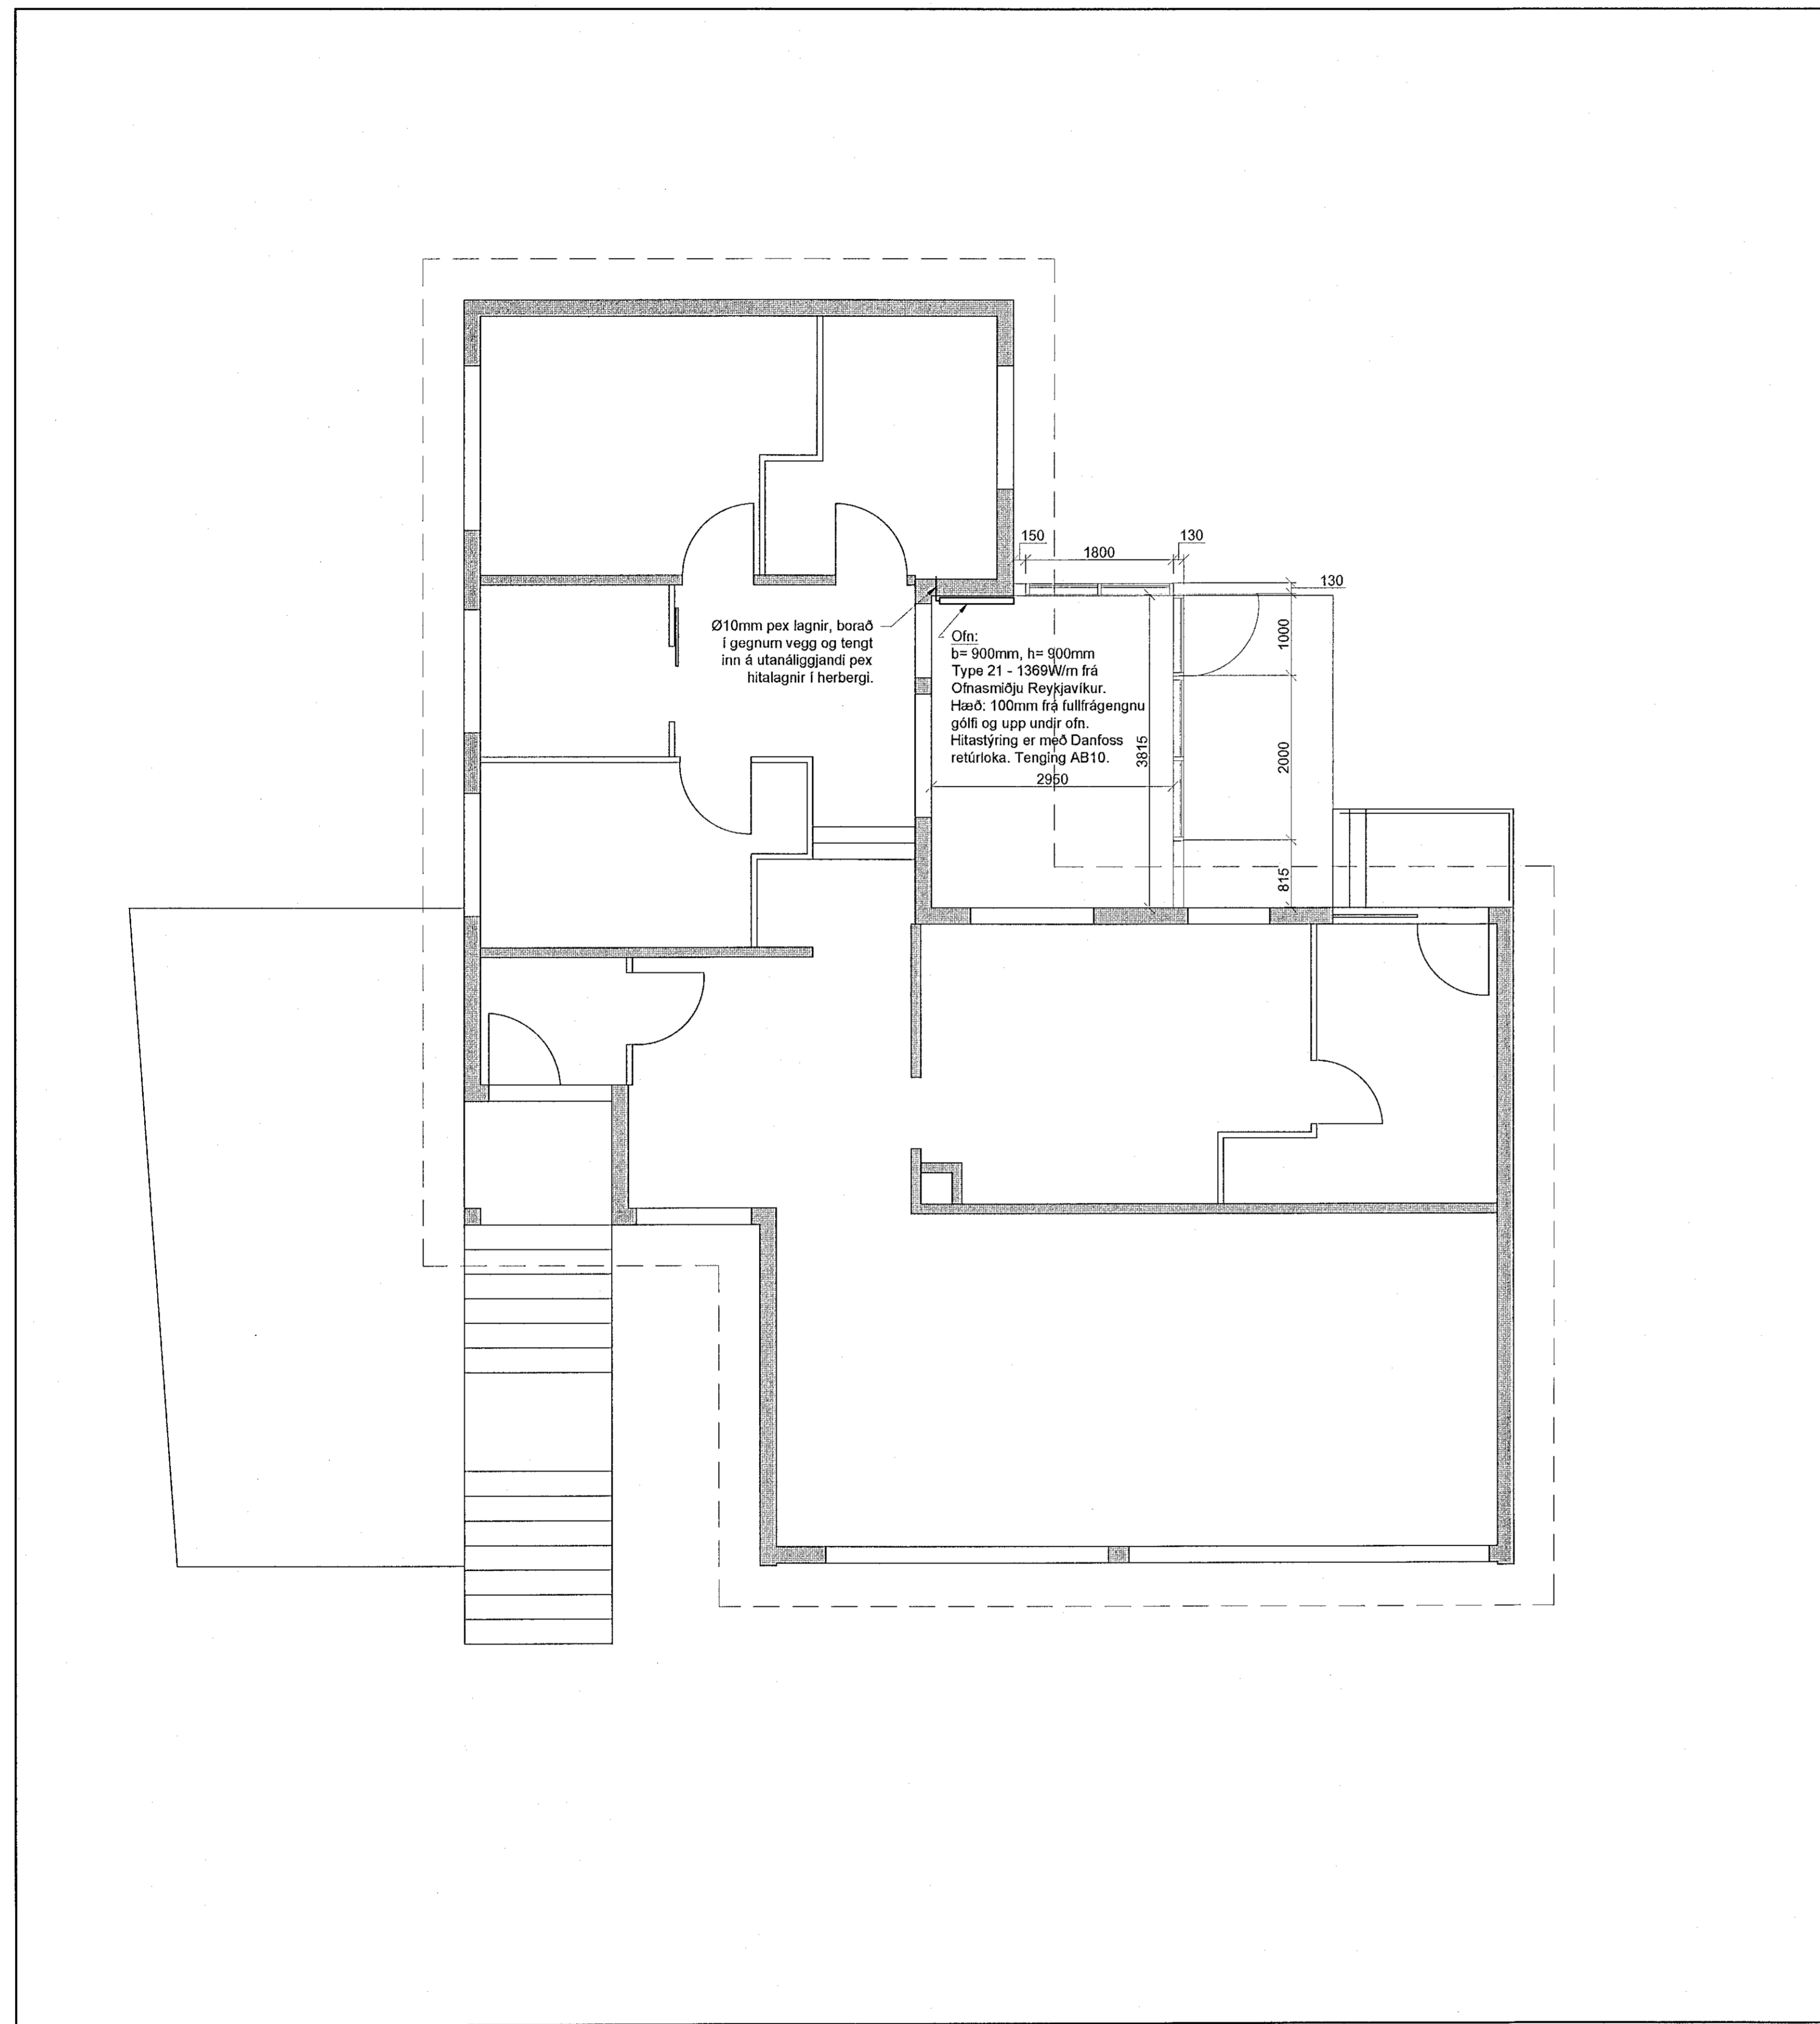 150
1800
130
130
Ø10mm pex lagnir, borað
í gegnum vegg og tengt
inn á utanáliggjandi pex
hitalagnir í herbergi.
Ofn:
b= 900mm, h= 900mm
Type 21 - 1369W/m frá
Ofnasmiðju Reykjavíkur.
Hæð: 100mm frá fullfrágengnu
gólfi og upp undir ofn.
Hitastýring er með Danfoss
retúrloka. Tenging AB10.
2950
3815
1000
2000
815